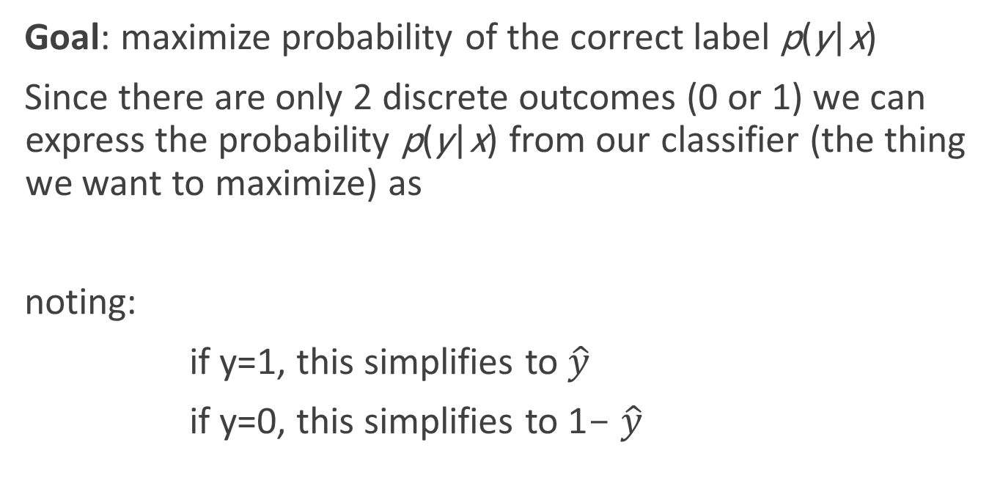 Goal: maximize probability of the correct label p(y|x)
Since there are only 2 discrete outcomes (0 or 1) we can
express the probability p(y|x) from our classifier (the thing
we want to maximize) as
noting:
if y=1, this simplifies to ŷ
if y=0, this simplifies to 1− ŷ